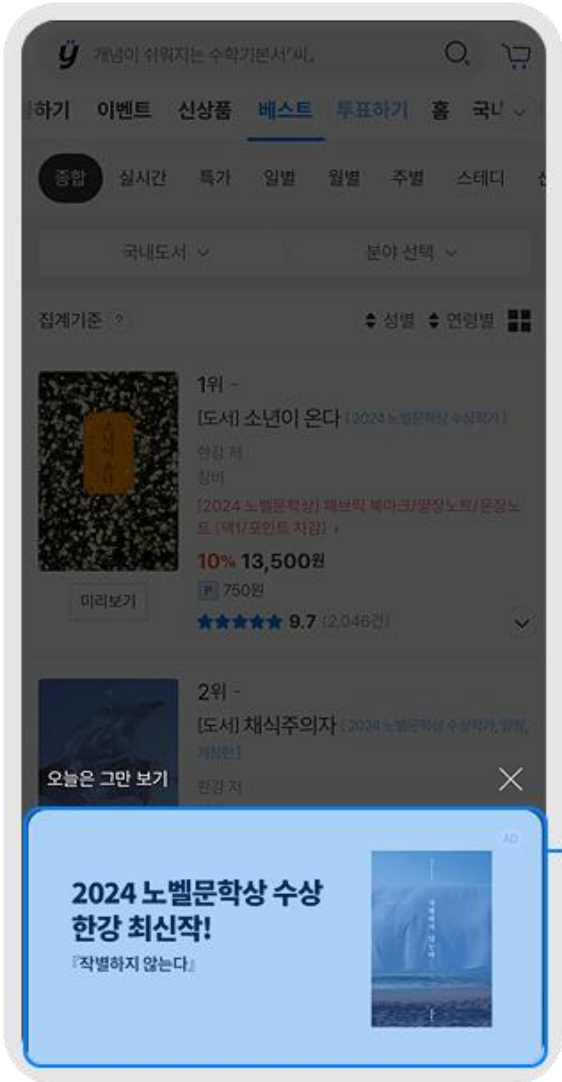 ÿ 개념이 쉬워지는 수학기본서『씨』
하기 이벤트 신상품 베스트 투표하기 홈 국내
종합 실시간 특가 일별 월별 주별 스테디
국내도서 분야 선택
집계기준 ? 성별 연령별
1위 -
[도서] 소년이 온다 [2024 노벨문학상 수상작가]
한강 저
창비
[2024 노벨문학상] 패브릭 북마크/양장노트/문장노
트 (택1/포인트 차감)
10% 13,500원
P 750원
미리보기
9.7 (2,046건)
2위 -
[도서] 채식주의자 [2024 노벨문학상 수상작가, 양장,
개정판]
한강 저
오늘은 그만 보기
AD
2024 노벨문학상 수상
한강 최신작!
『작별하지 않는다』
작별하지 않는다